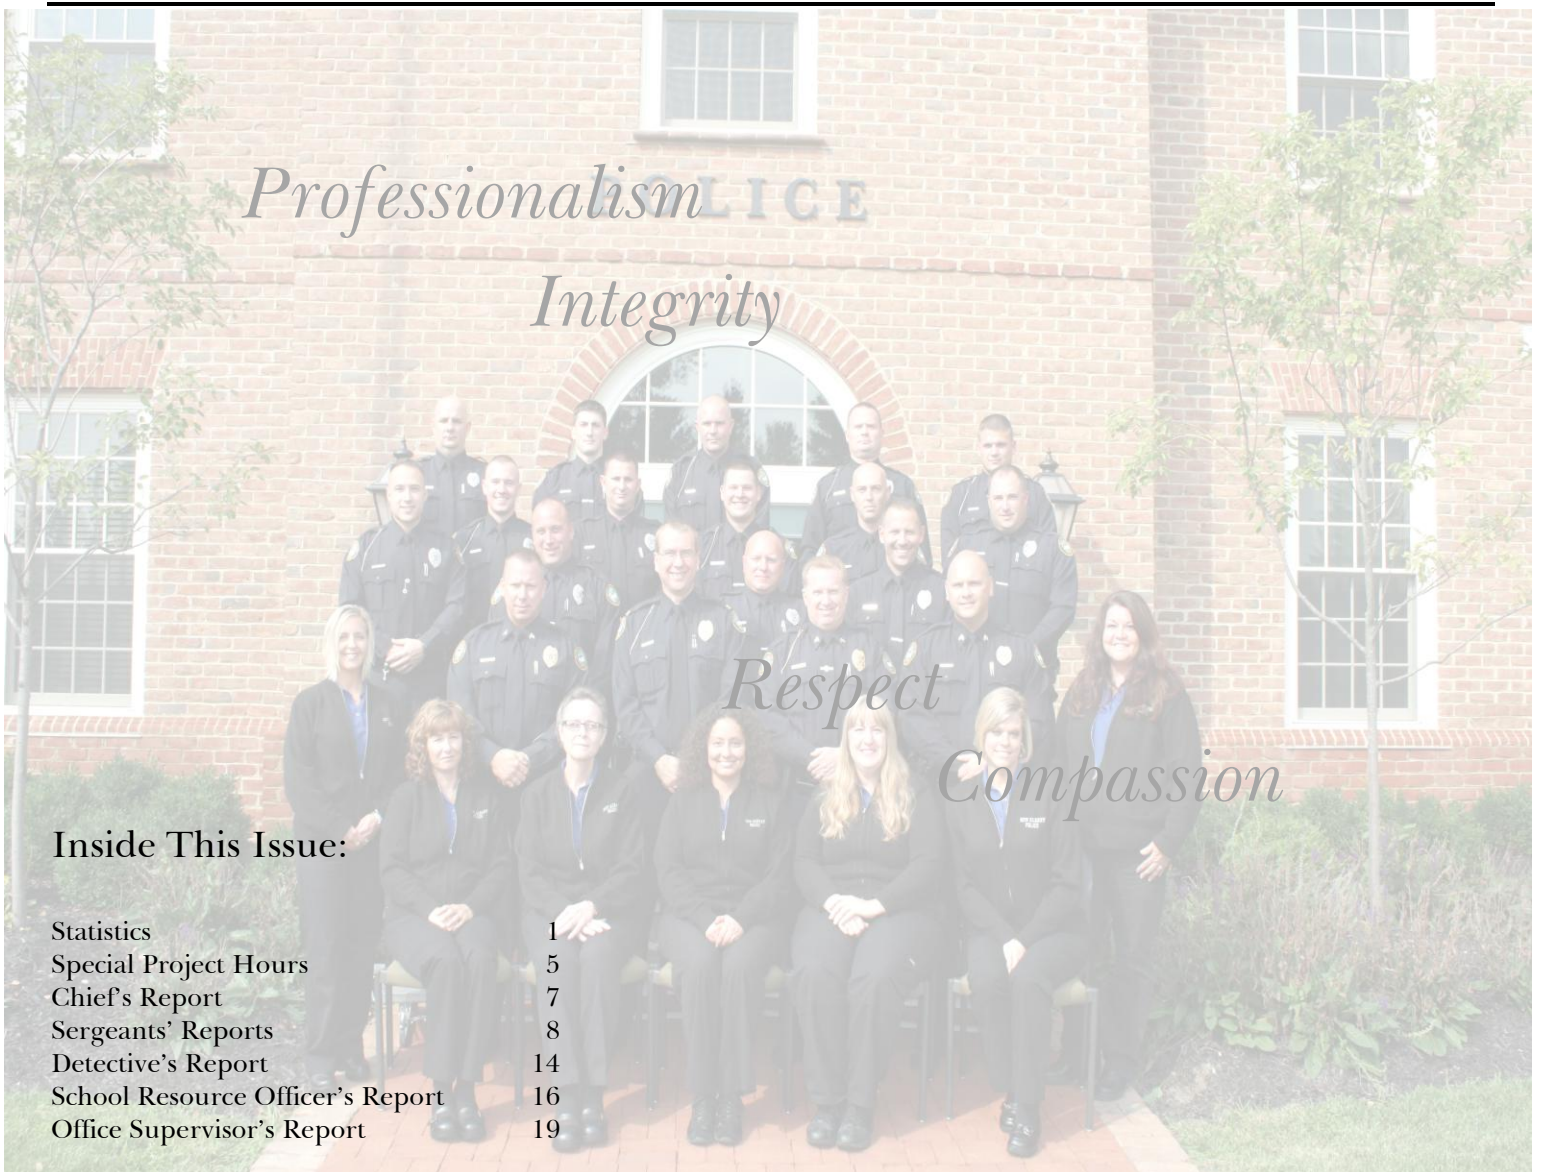 Professionalism
POLICE
Integrity
Respect
Compassion
Inside This Issue:
Statistics 1
Special Project Hours 5
Chief's Report 7
Sergeants' Reports 8
Detective's Report 14
School Resource Officer's Report 16
Office Supervisor's Report 19